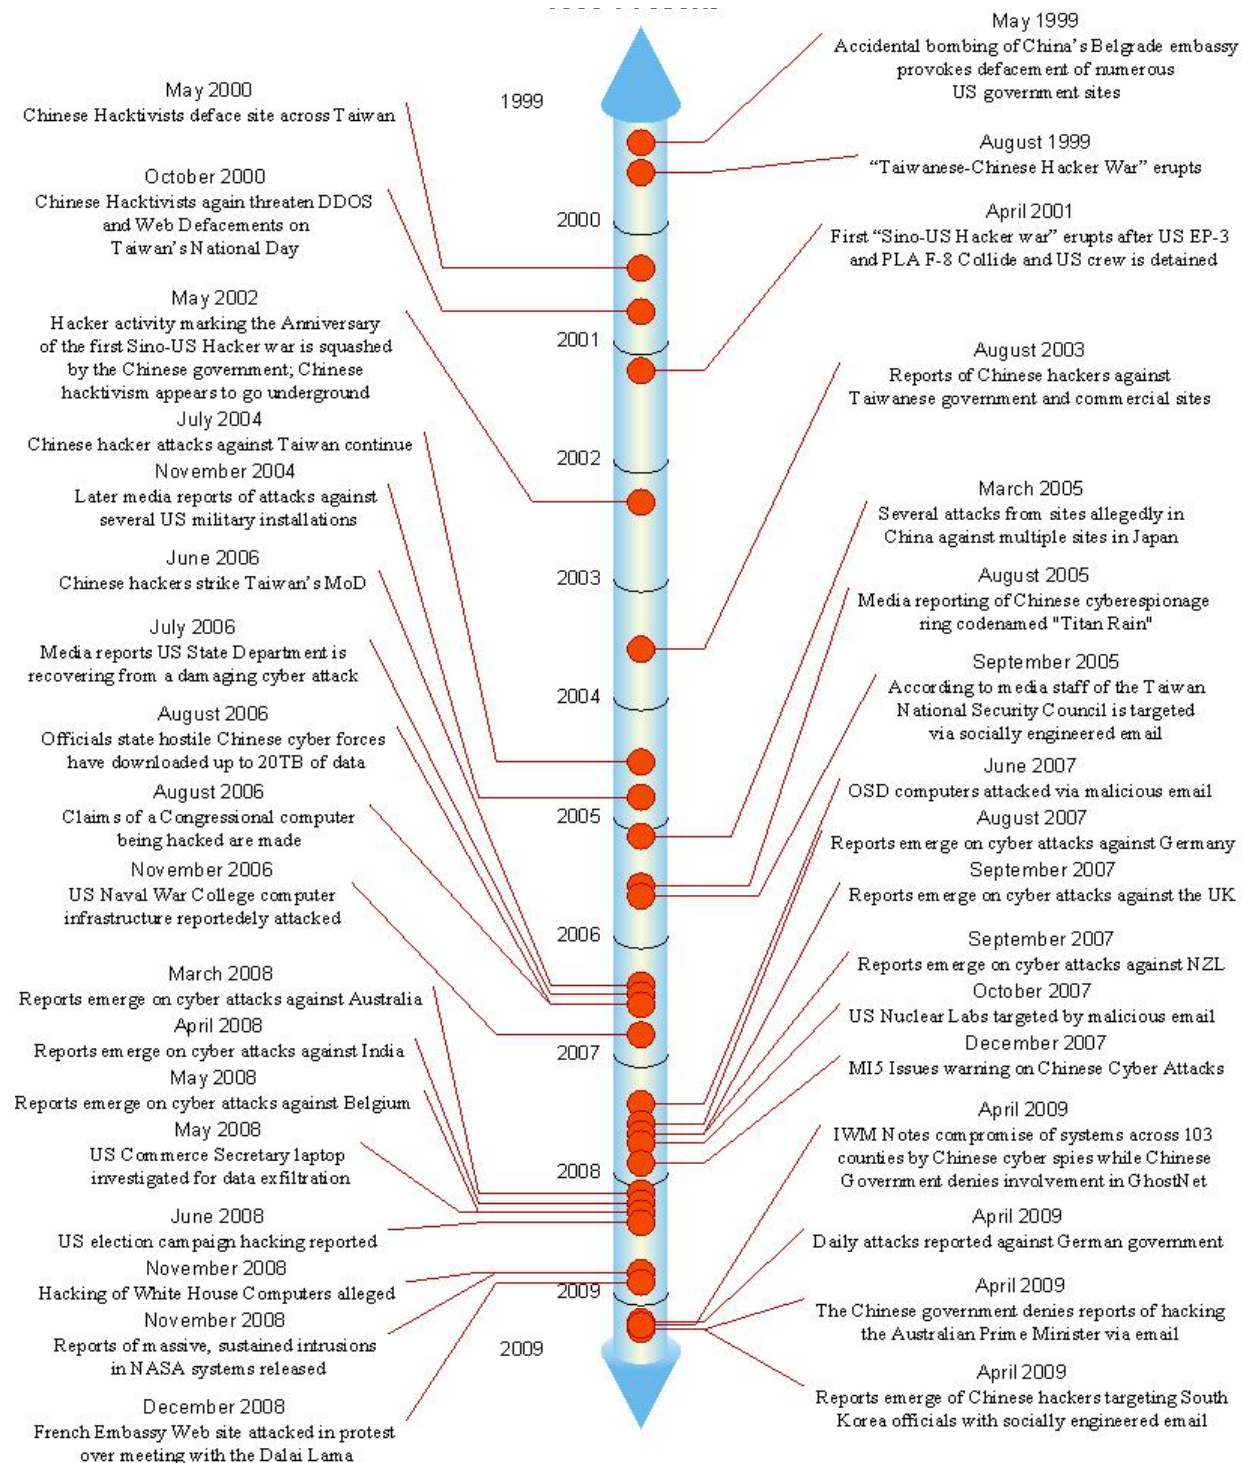 May 2000
Chinese Hacktivists deface site across Taiwan
October 2000
Chinese Hacktivists again threaten DDOS
and Web Defacements on
Taiwan's National Day
May 2002
Hacker activity marking the Anniversary
of the first Sino-US Hacker war is squashed
by the Chinese government; Chinese
hacktivism appears to go underground
July 2004
Chinese hacker attacks against Taiwan continue
November 2004
Later media reports of attacks against
several US military installations
June 2006
Chinese hackers strike Taiwan's MoD
July 2006
Media reports US State Department is
recovering from a damaging cyber attack
August 2006
Officials state hostile Chinese cyber forces
have downloaded up to 20TB of data
August 2006
Claims of a Congressional computer
being hacked are made
November 2006
US Naval War College computer
infrastructure reportedely attacked
March 2008
Reports emerge on cyber attacks against Australia
April 2008
Reports emerge on cyber attacks against India
May 2008
Reports emerge on cyber attacks against Belgium
May 2008
US Commerce Secretary laptop
investigated for data exfiltration
June 2008
US election campaign hacking reported
November 2008
Hacking of White House Computers alleged
November 2008
Reports of massive, sustained intrusions
in NASA systems released
December 2008
French Embassy Web site attacked in protest
over meeting with the Dalai Lama
1999
2000
2001
2002
2003
2004
2005
2006
2007
2008
2009
2009
May 1999
Accidental bombing of China's Belgrade embassy
provokes defacement of numerous
US government sites
August 1999
"Taiwanese-Chinese Hacker War" erupts
April 2001
First "Sino-US Hacker war" erupts after US EP-3
and PLA F-8 Collide and US crew is detained
August 2003
Reports of Chinese hackers against
Taiwanese government and commercial sites
March 2005
Several attacks from sites allegedly in
China against multiple sites in Japan
August 2005
Media reporting of Chinese cyberespionage
ring codenamed "Titan Rain"
September 2005
According to media staff of the Taiwan
National Security Council is targeted
via socially engineered email
June 2007
OSD computers attacked via malicious email
August 2007
Reports emerge on cyber attacks against Germany
September 2007
Reports emerge on cyber attacks against the UK
September 2007
Reports emerge on cyber attacks against NZL
October 2007
US Nuclear Labs targeted by malicious email
December 2007
MI5 Issues warning on Chinese Cyber Attacks
April 2009
IWM Notes compromise of systems across 103
counties by Chinese cyber spies while Chinese
Government denies involvement in GhostNet
April 2009
Daily attacks reported against German government
April 2009
The Chinese government denies reports of hacking
the Australian Prime Minister via email
April 2009
Reports emerge of Chinese hackers targeting South
Korea officials with socially engineered email